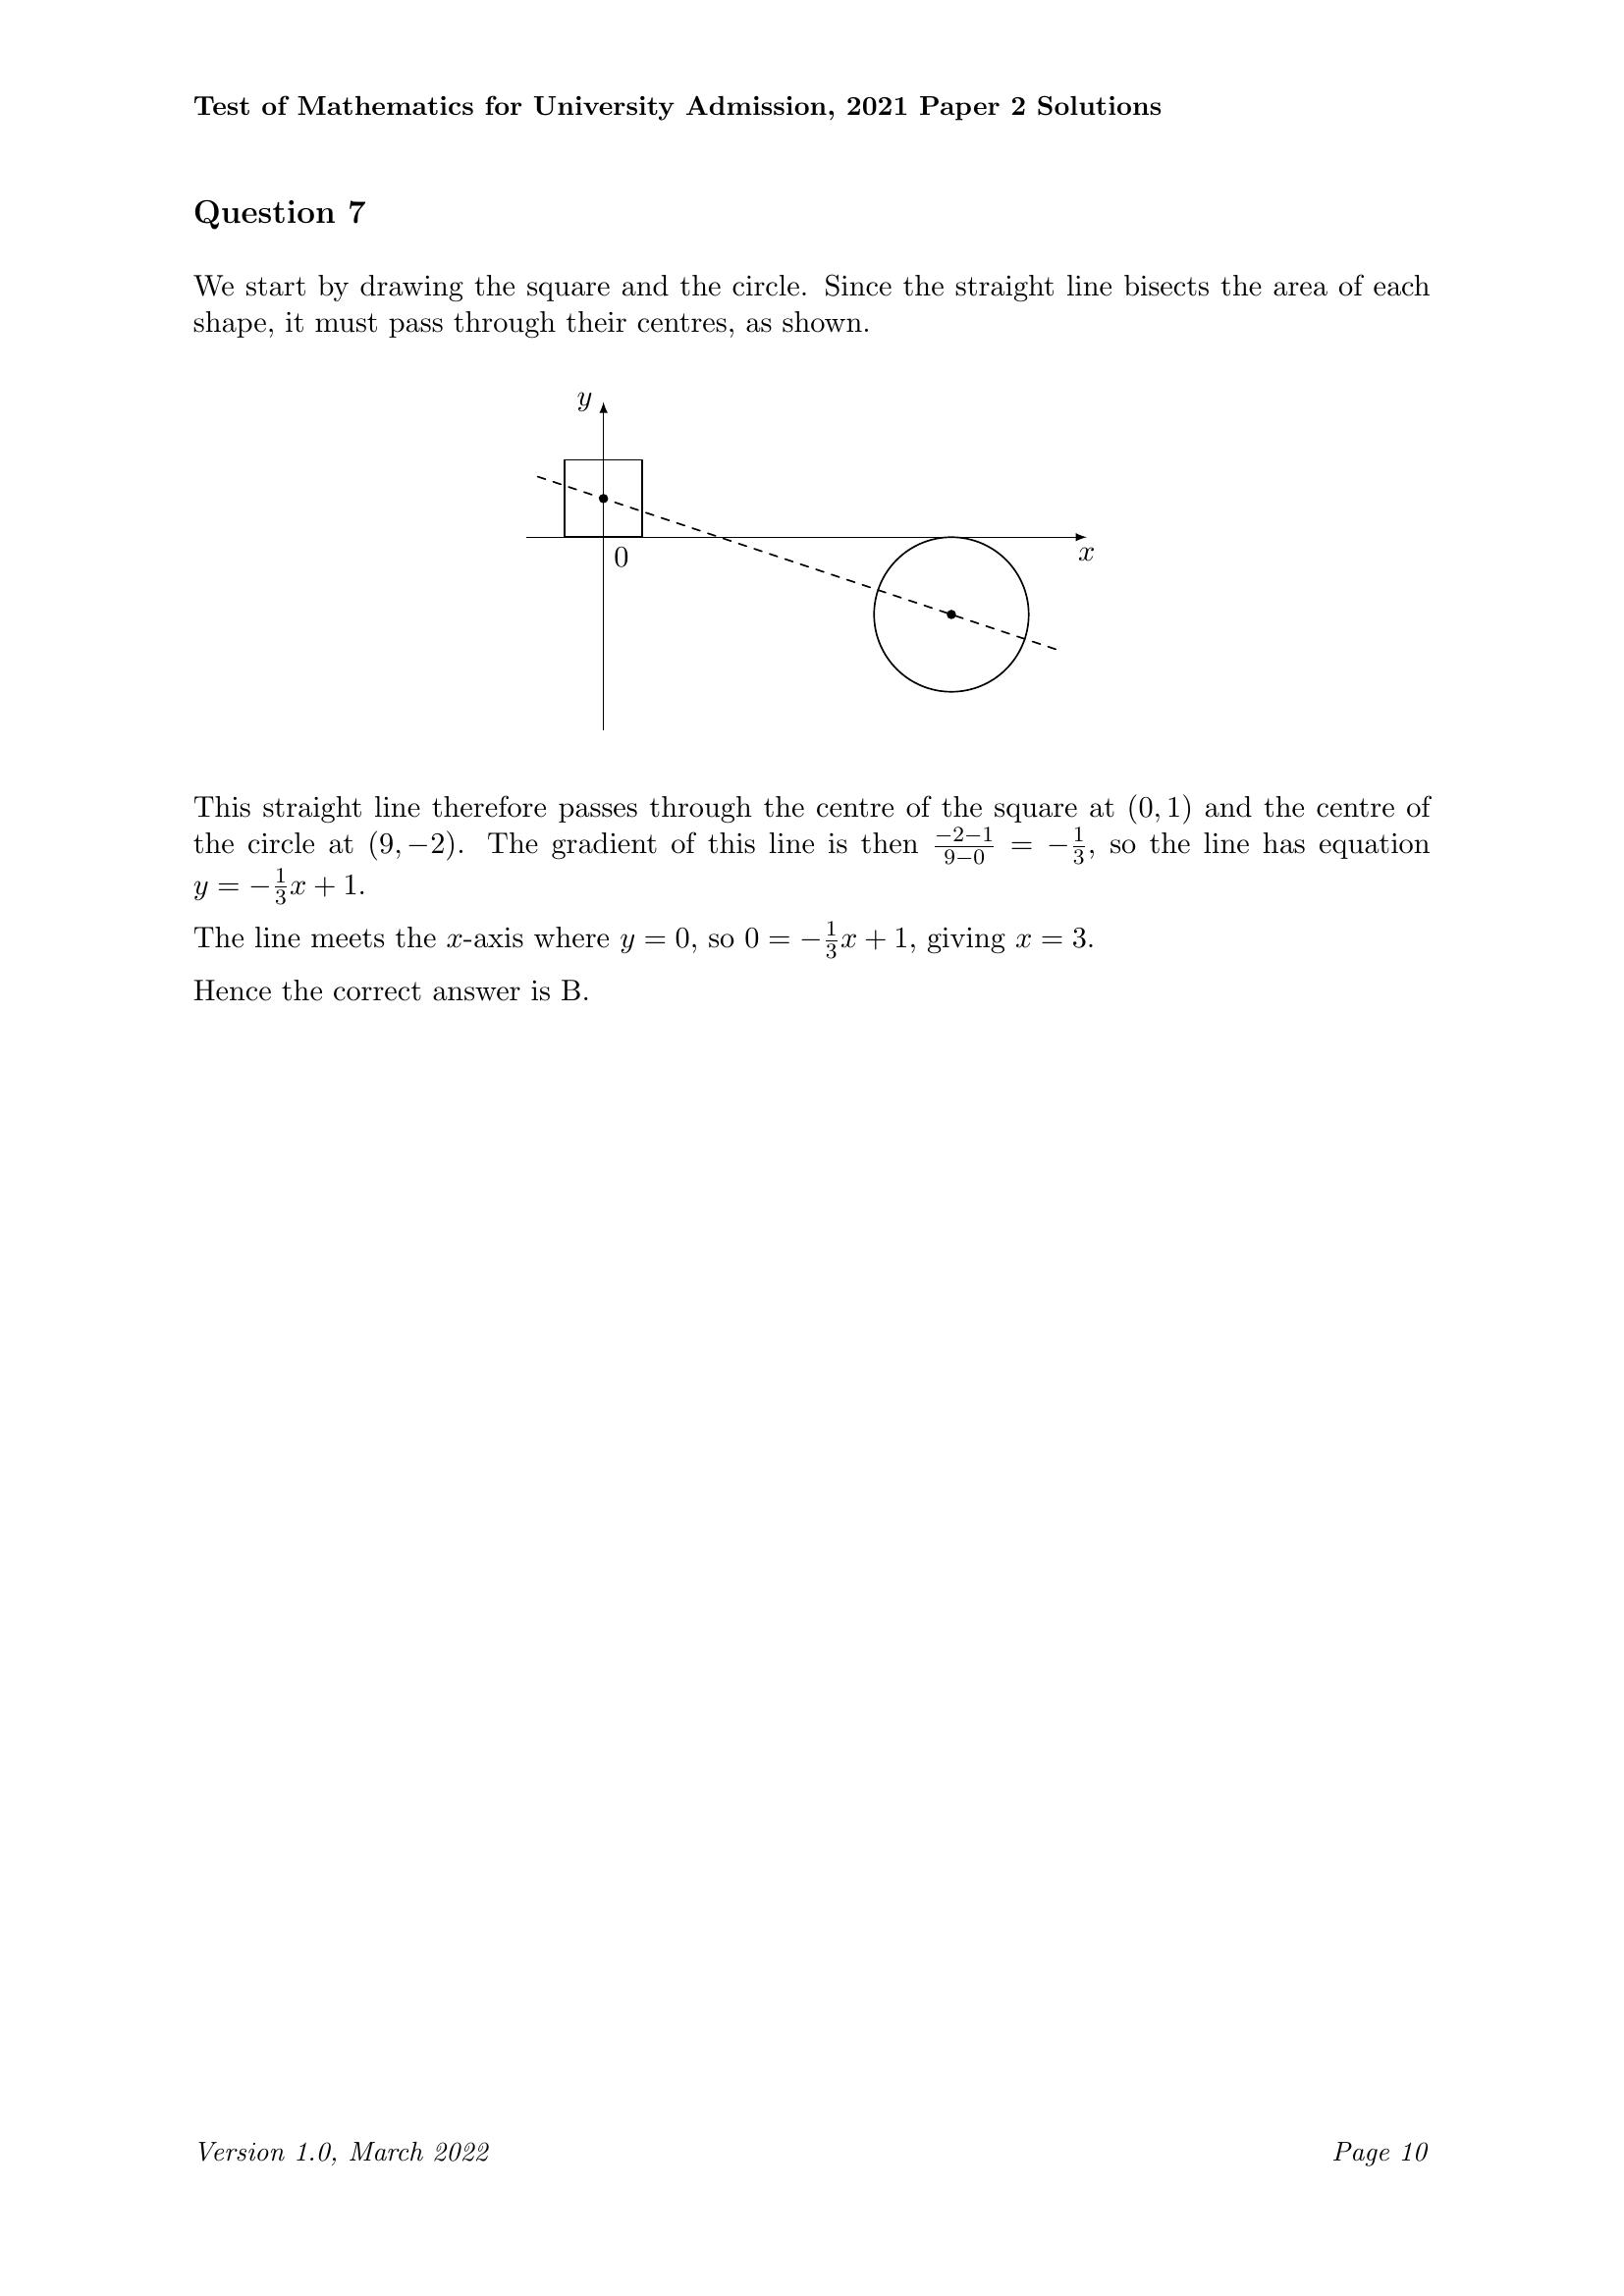 Test of Mathematics for University Admission, 2021 Paper 2 Solutions
Question 7
We start by drawing the square and the circle. Since the straight line bisects the area of each
shape, it must pass through their centres, as shown.
y
0
x
This straight line therefore passes through the centre of the square at (0, 1) and the centre of
the circle at (9, −2). The gradient of this line is then \frac{−2−1}{9−0} = −\frac{1}{3}, so the line has equation
y = −\frac{1}{3}x + 1.
The line meets the x-axis where y = 0, so 0 = −\frac{1}{3}x + 1, giving x = 3.
Hence the correct answer is B.
Version 1.0, March 2022
Page 10